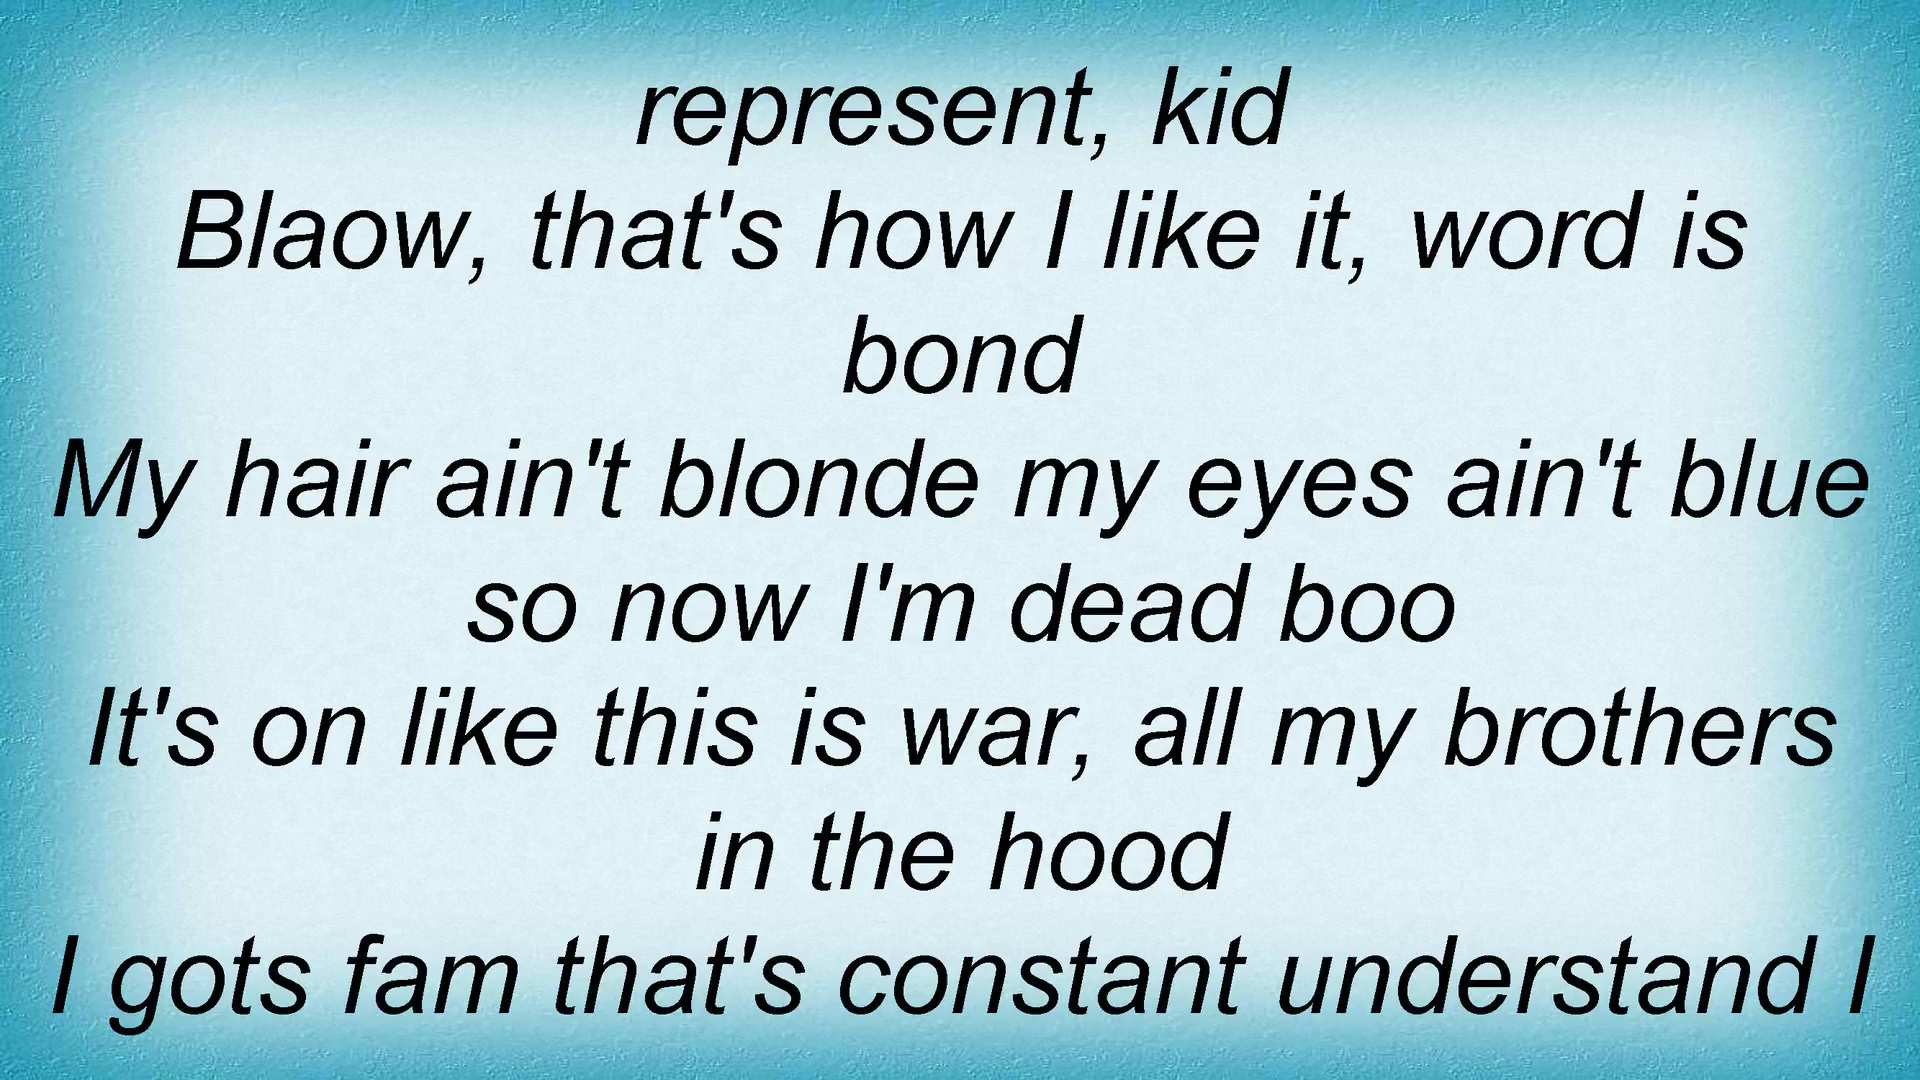 represent, kid
Blaow, that's how I like it, word is
bond
My hair ain't blonde my eyes ain't blue
so now I'm dead boo
It's on like this is war, all my brothers
in the hood
I gots fam that's constant understand I